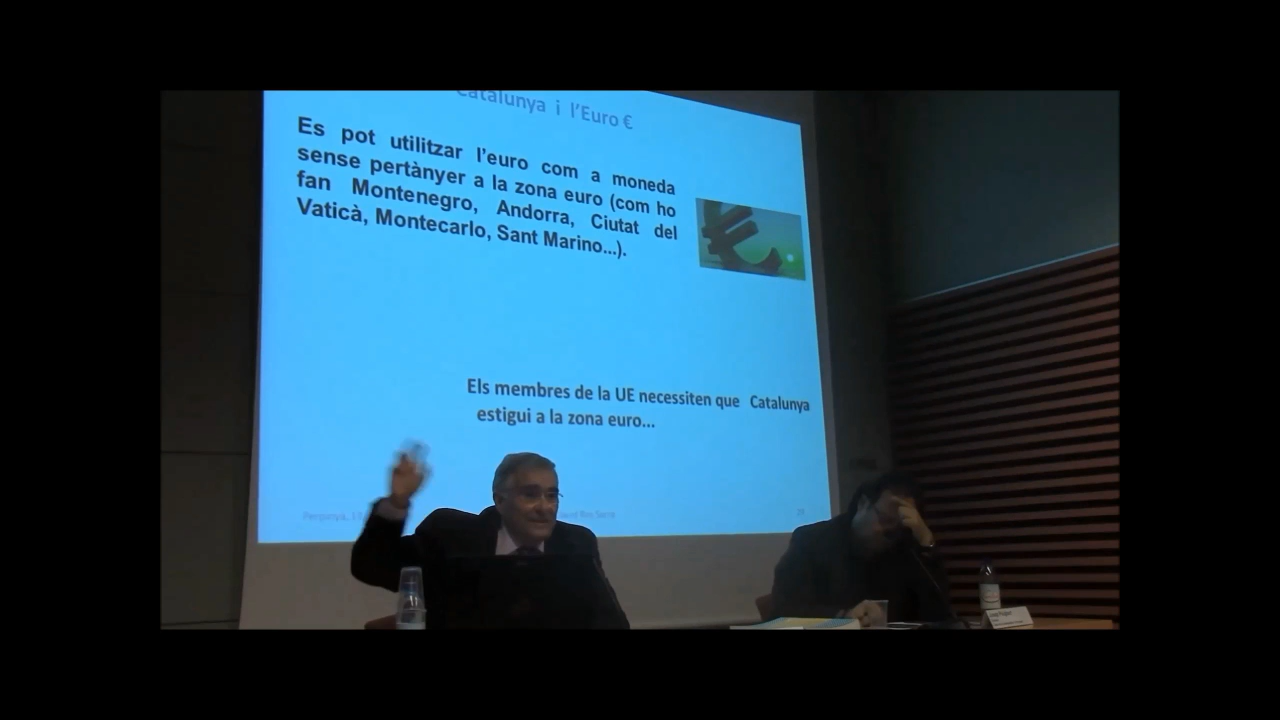 Catalunya i l'Euro €
Es pot utilitzar l'euro com a moneda
sense pertànyer a la zona euro (com ho
fan Montenegro, Andorra, Ciutat del
Vaticà, Montecarlo, Sant Marino...).
Els membres de la UE necessiten que Catalunya
estigui a la zona euro...
Perpinyà,